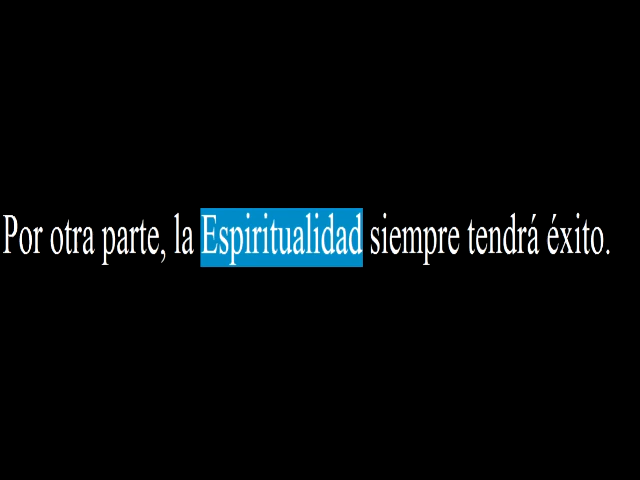 Por otra parte, la Espiritualidad siempre tendrá éxito.